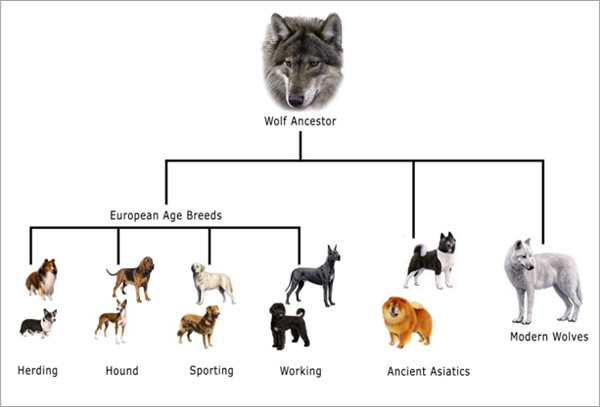 Wolf Ancestor
European Age Breeds
Modern Wolves
Herding
Hound
Sporting
Working
Ancient Asiatics